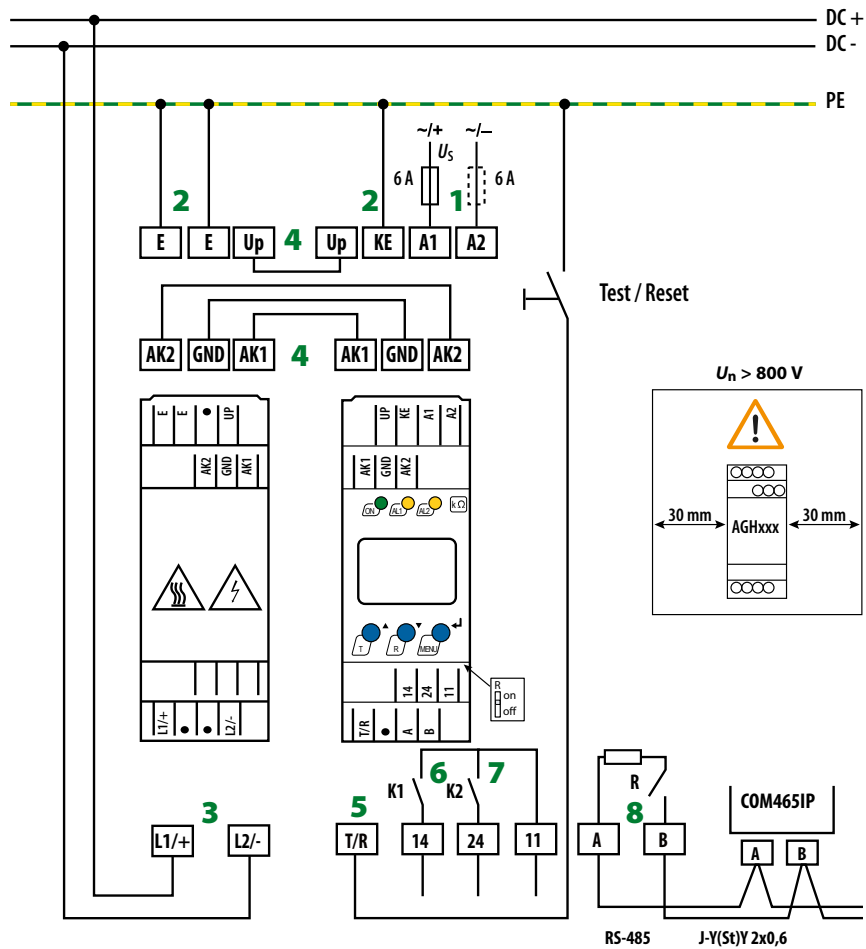 DC +
DC -
PE
~/+ ~/–
US
6 A 6 A
2 2 1
E E Up 4 Up KE A1 A2
Test / Reset
AK2 GND AK1 4 AK1 GND AK2
Un > 800 V
E E UP
AK2 GND AK1
UP KE A1 A2
AK1 GND AK2
ON AL1 AL2 kΩ
30 mm AGHxxx 30 mm
T R MENU
R
on
off
14 24 11
L1/+ L2/-
T/R A B
6 7
K1 K2
R
3 5 8
COM465IP
L1/+ L2/- T/R 14 24 11 A B
A B
RS-485 J-Y(St)Y 2x0,6